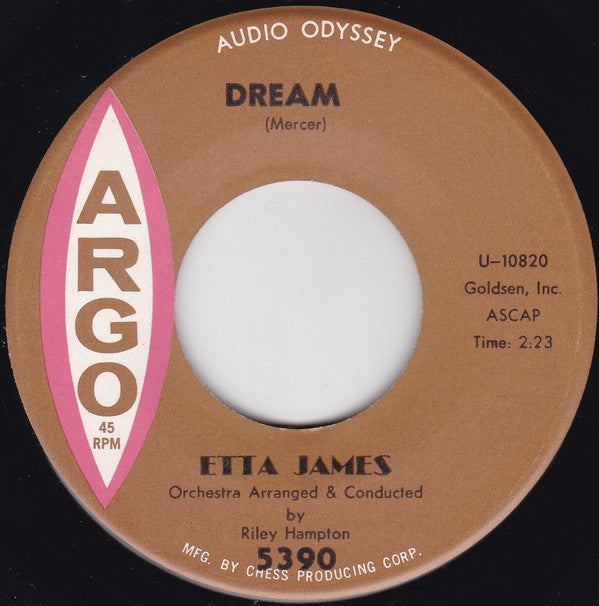 AUDIO ODYSSEY
DREAM
(Mercer)
ARGO
45
RPM
U-10820
Goldsen, Inc.
ASCAP
Time: 2:23
ETTA JAMES
Orchestra Arranged & Conducted
by
Riley Hampton
5390
MFG. BY CHESS PRODUCING CORP.